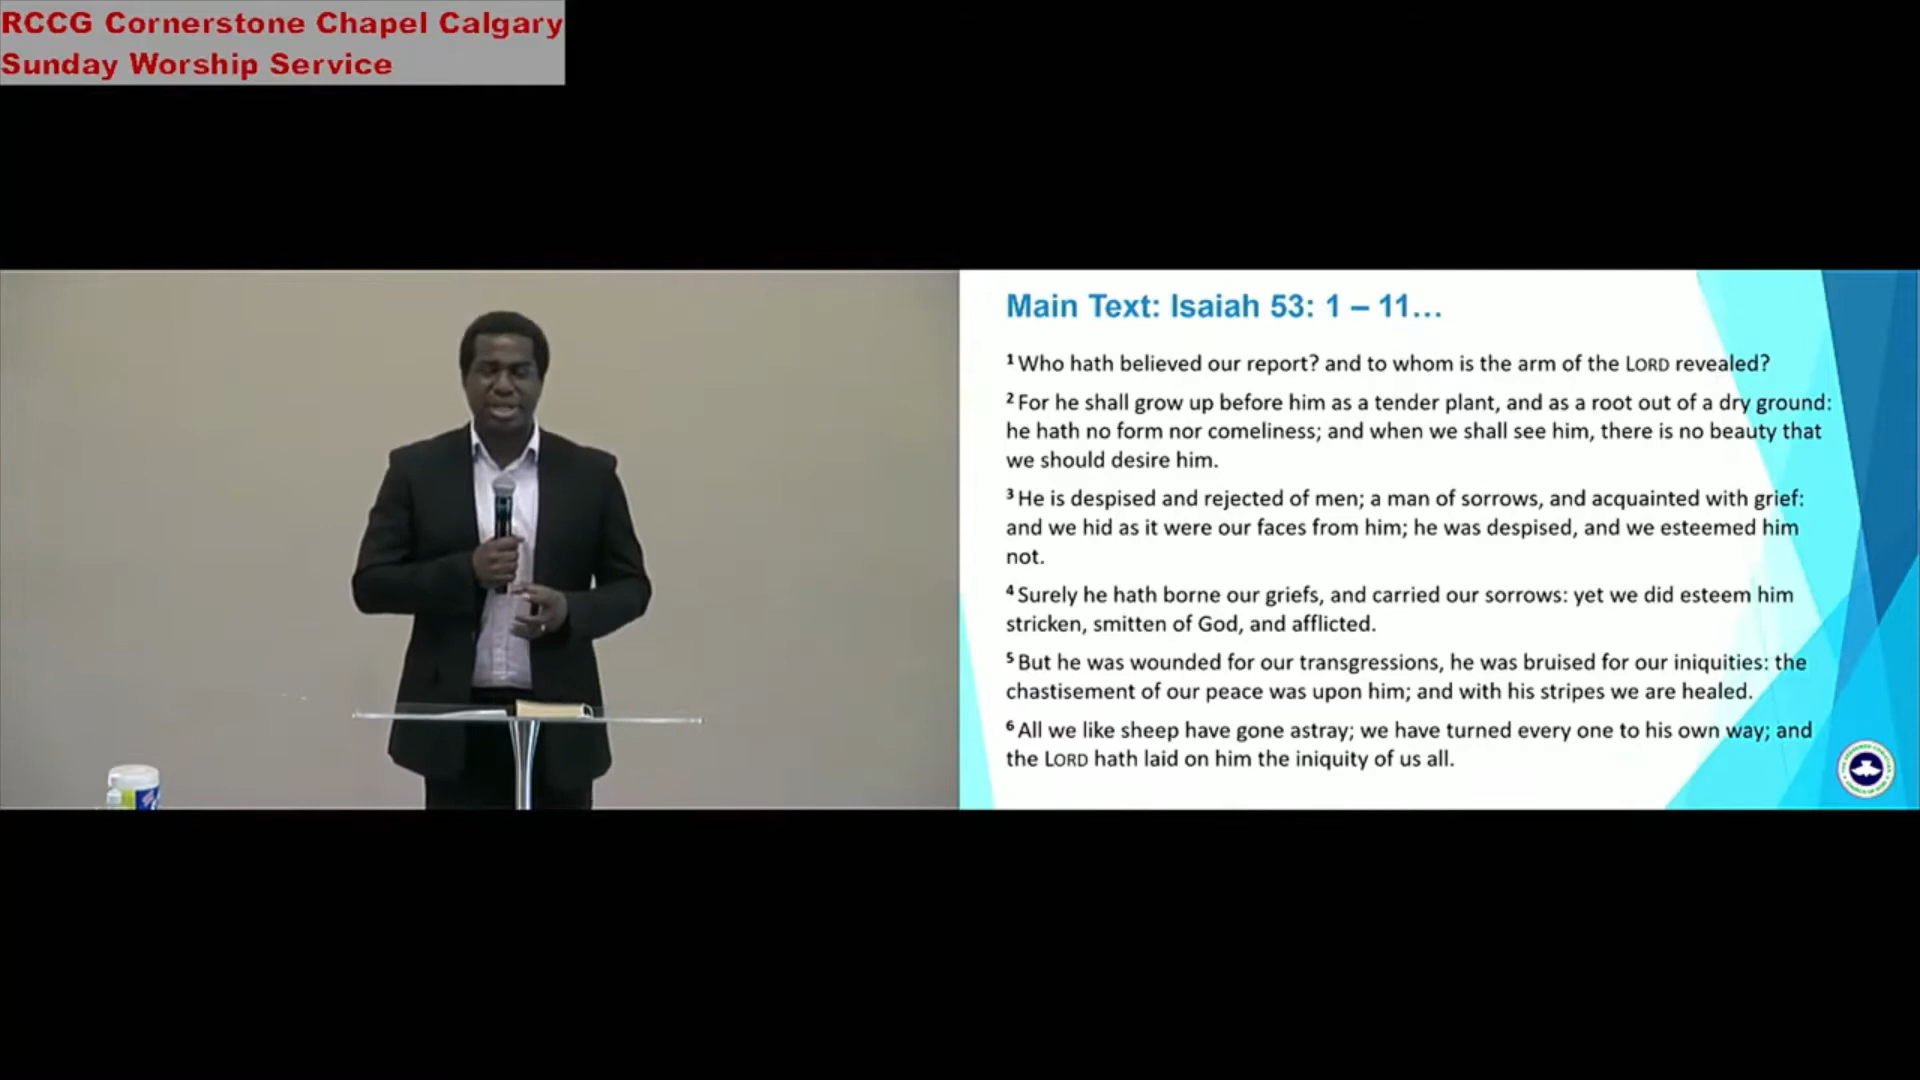 RCCG Cornerstone Chapel Calgary
Sunday Worship Service
Main Text: Isaiah 53: 1 – 11...
1 Who hath believed our report? and to whom is the arm of the LORD revealed?
2 For he shall grow up before him as a tender plant, and as a root out of a dry ground:
he hath no form nor comeliness; and when we shall see him, there is no beauty that
we should desire him.
3 He is despised and rejected of men; a man of sorrows, and acquainted with grief:
and we hid as it were our faces from him; he was despised, and we esteemed him
not.
4 Surely he hath borne our griefs, and carried our sorrows: yet we did esteem him
stricken, smitten of God, and afflicted.
5 But he was wounded for our transgressions, he was bruised for our iniquities: the
chastisement of our peace was upon him; and with his stripes we are healed.
6 All we like sheep have gone astray; we have turned every one to his own way; and
the LORD hath laid on him the iniquity of us all.